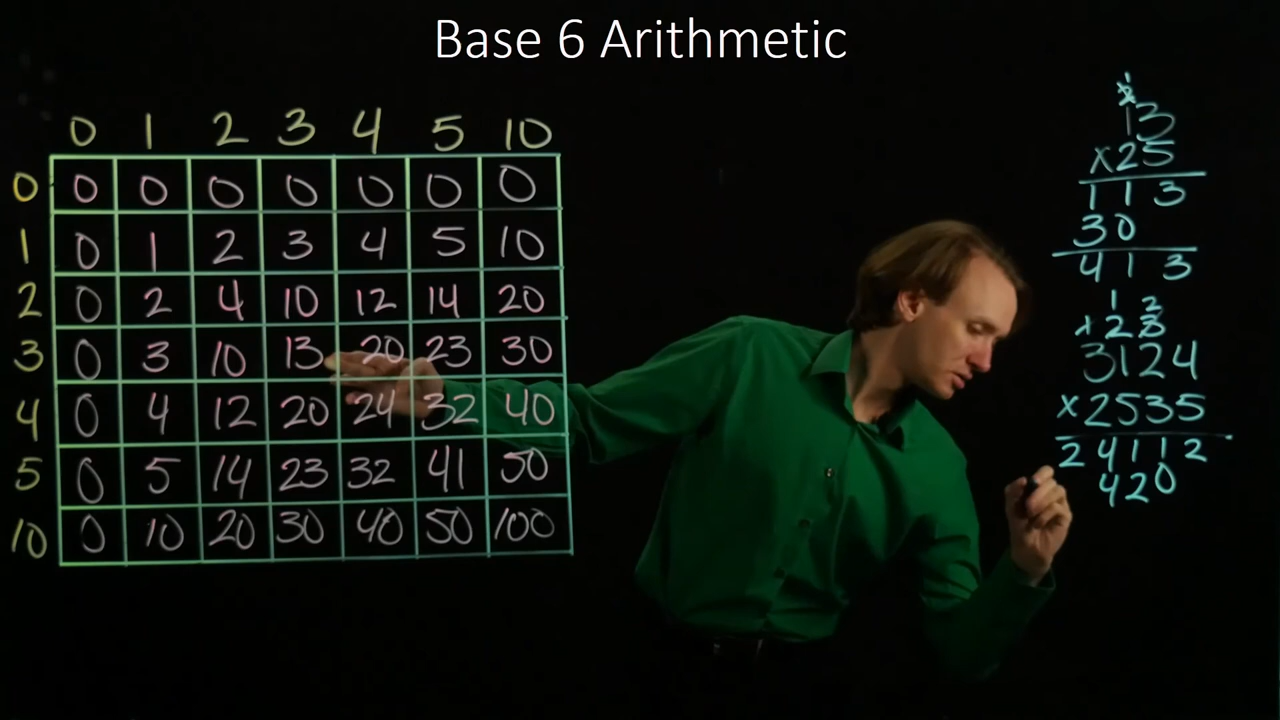 Base 6 Arithmetic
0 1 2 3 4 5 10
0 0 0 0 0 0 0 0
1 0 1 2 3 4 5 10
2 0 2 4 10 12 14 20
3 0 3 10 13 20 23 30
4 0 4 12 20 24 32 40
5 0 5 14 23 32 41 50
10 0 10 20 30 40 50 100
1
13
x25
113
30
413
1 2
3124
x2535
24112
420